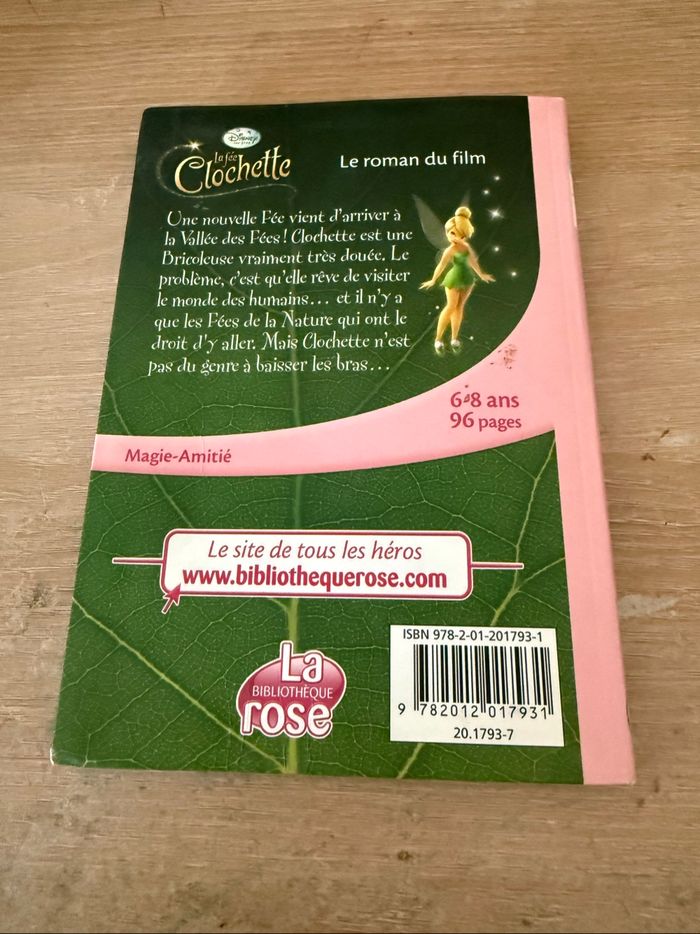 Disney
La fée
Clochette
Le roman du film
Une nouvelle Fée vient d'arriver à
la Vallée des Fées ! Clochette est une
Bricoleuse vraiment très douée. Le
problème, c'est qu'elle rêve de visiter
le monde des humains... et il n'y a
que les Fées de la Nature qui ont le
droit d'y aller. Mais Clochette n'est
pas du genre à baisser les bras...
6-8 ans
96 pages
Magie-Amitié
Le site de tous les héros
www.bibliothequerose.com
La
BIBLIOTHÈQUE
rose
ISBN 978-2-01-201793-1
9 782012 017931
20.1793-7